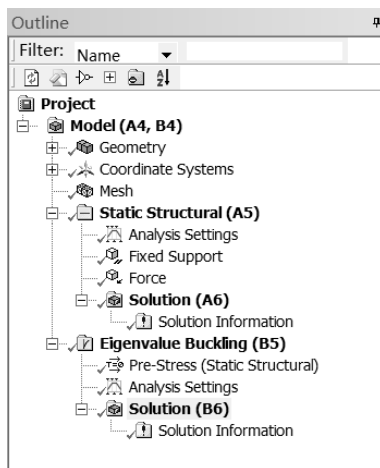 Outline
Filter: Name
Project
Model (A4, B4)
Geometry
Coordinate Systems
Mesh
Static Structural (A5)
Analysis Settings
Fixed Support
Force
Solution (A6)
Solution Information
Eigenvalue Buckling (B5)
Pre-Stress (Static Structural)
Analysis Settings
Solution (B6)
Solution Information